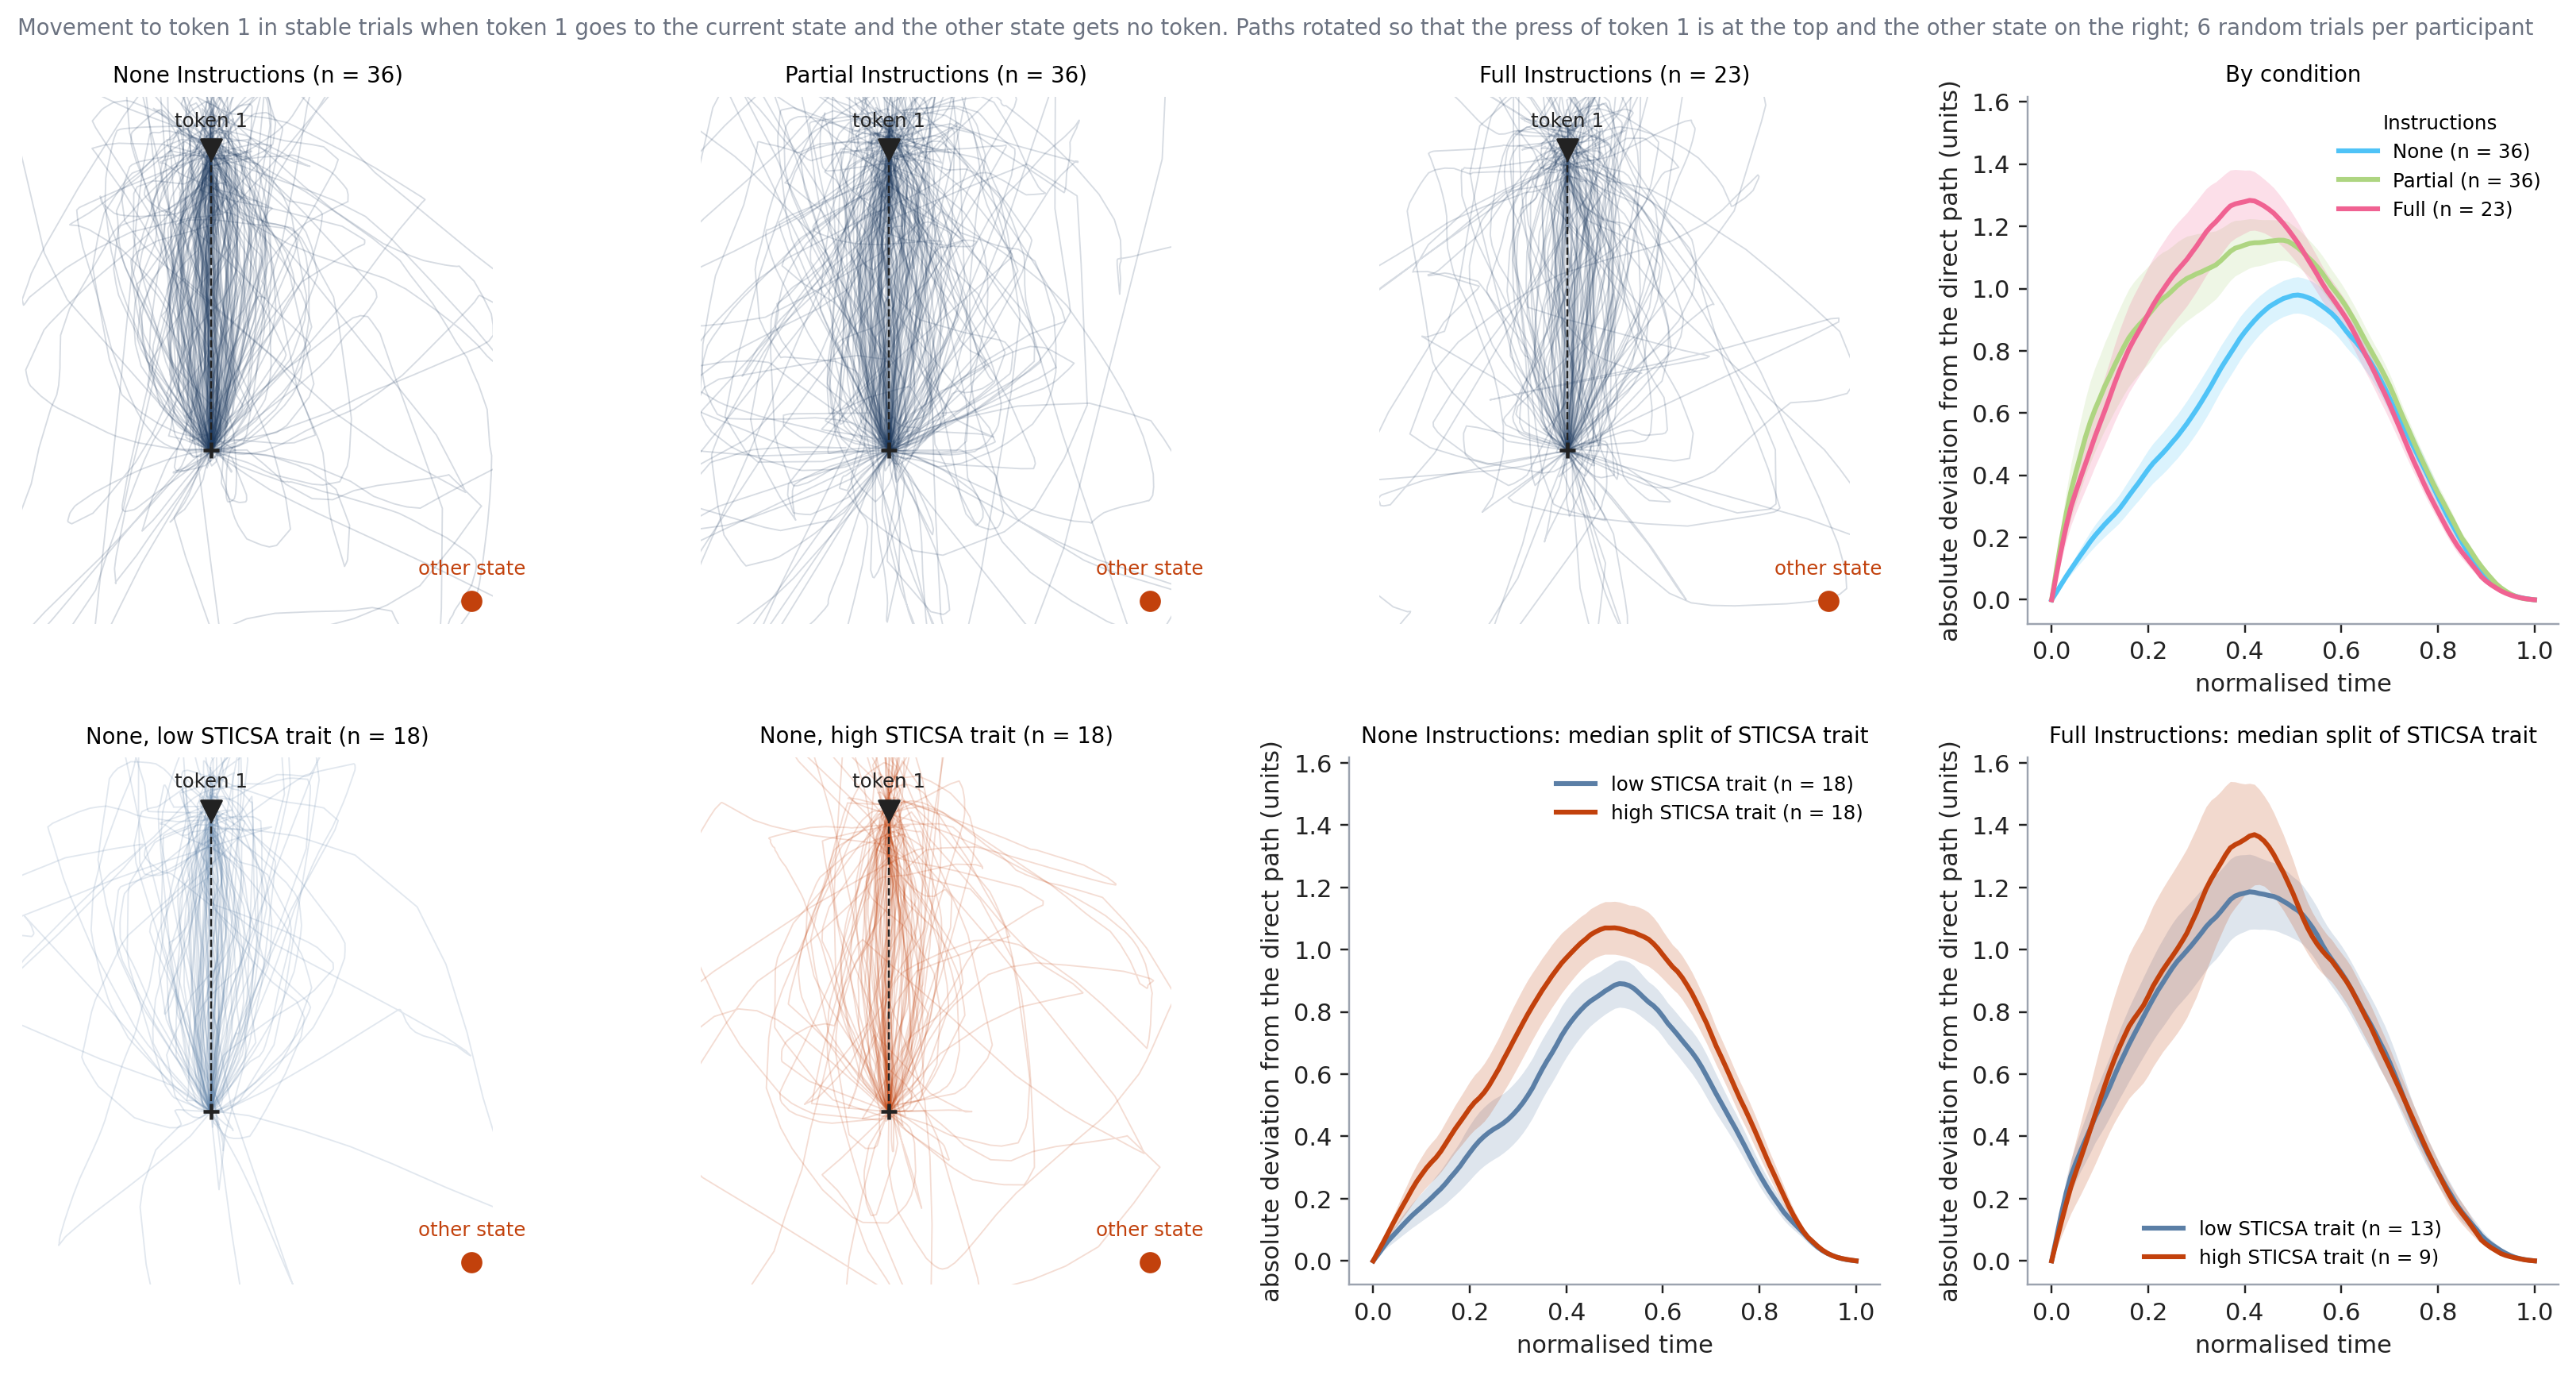 Movement to token 1 in stable trials when token 1 goes to the current state and the other state gets no token. Paths rotated so that the press of token 1 is at the top and the other state on the right; 6 random trials per participant
None Instructions (n = 36)
token 1
other state
Partial Instructions (n = 36)
token 1
other state
Full Instructions (n = 23)
token 1
other state
By condition
absolute deviation from the direct path (units)
1.6
1.4
1.2
1.0
0.8
0.6
0.4
0.2
0.0
Instructions
None (n = 36)
Partial (n = 36)
Full (n = 23)
0.0 0.2 0.4 0.6 0.8 1.0
normalised time
None, low STICSA trait (n = 18)
token 1
other state
None, high STICSA trait (n = 18)
token 1
other state
None Instructions: median split of STICSA trait
absolute deviation from the direct path (units)
1.6
1.4
1.2
1.0
0.8
0.6
0.4
0.2
0.0
low STICSA trait (n = 18)
high STICSA trait (n = 18)
0.0 0.2 0.4 0.6 0.8 1.0
normalised time
Full Instructions: median split of STICSA trait
absolute deviation from the direct path (units)
1.6
1.4
1.2
1.0
0.8
0.6
0.4
0.2
0.0
low STICSA trait (n = 13)
high STICSA trait (n = 9)
0.0 0.2 0.4 0.6 0.8 1.0
normalised time